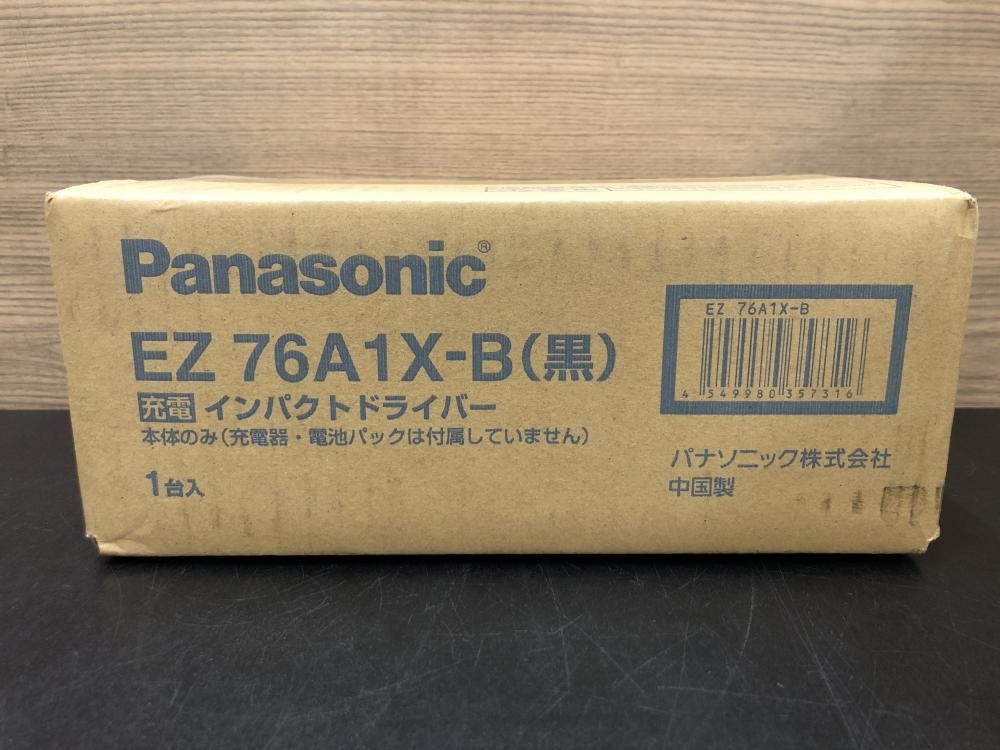 Panasonic®
EZ 76A1X-B(黒)
充電 インパクトドライバー
本体のみ(充電器・電池パックは付属していません)
1台入
EZ 76A1X-B
4 549980 357316
パナソニック株式会社
中国製